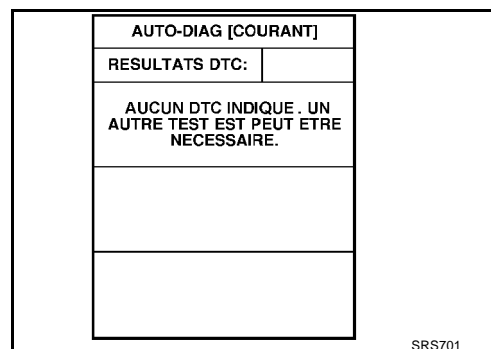 AUTO-DIAG [COURANT]
RESULTATS DTC:
AUCUN DTC INDIQUE . UN
AUTRE TEST EST PEUT ETRE
NECESSAIRE.
SRS701